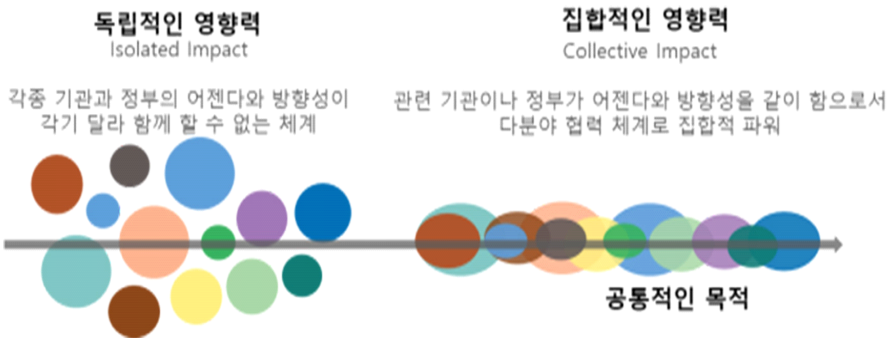 독립적인 영향력
Isolated Impact
각종 기관과 정부의 어젠다와 방향성이
각기 달라 함께 할 수 없는 체계
집합적인 영향력
Collective Impact
관련 기관이나 정부가 어젠다와 방향성을 같이 함으로서
다분야 협력 체계로 집합적 파워
공통적인 목적